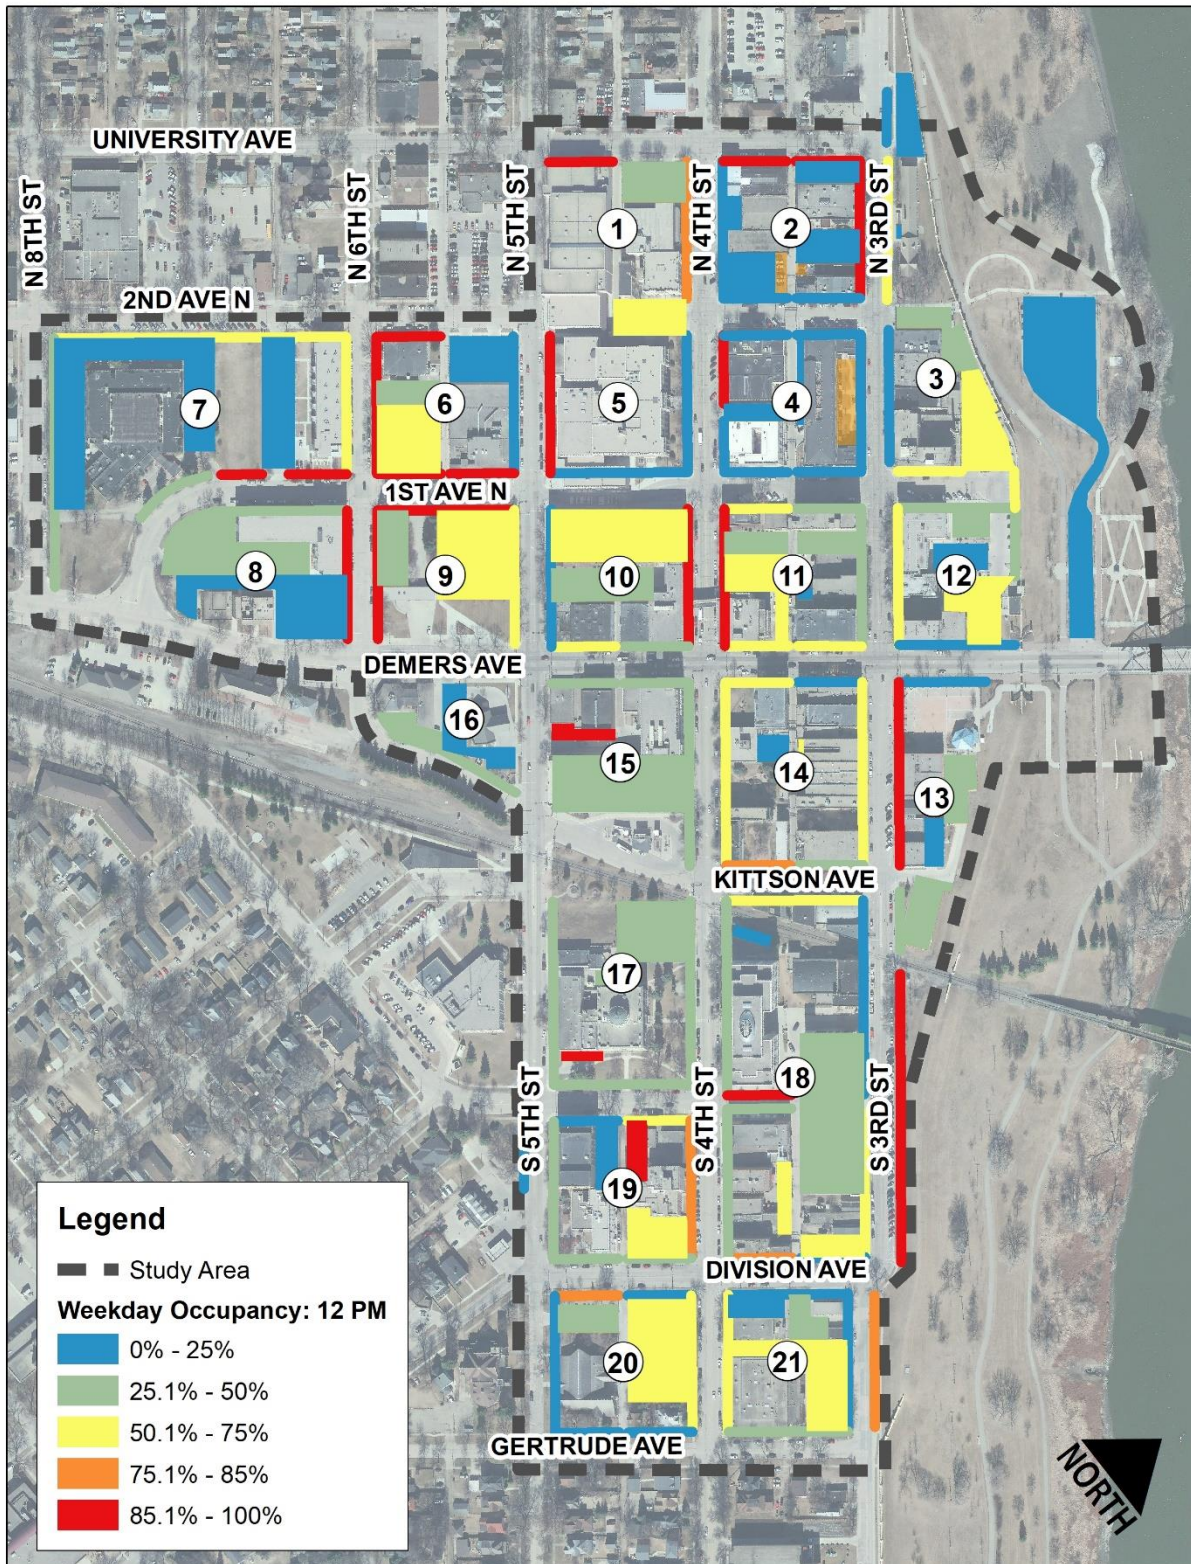 UNIVERSITY AVE
N 8TH ST
N 6TH ST
N 5TH ST
N 4TH ST
N 3RD ST
2ND AVE N
1
2
3
4
5
6
7
1ST AVE N
8
9
10
11
12
DEMERS AVE
16
15
14
13
KITTSON AVE
17
18
S 5TH ST
S 4TH ST
S 3RD ST
19
DIVISION AVE
20
21
GERTRUDE AVE
NORTH
Legend
Study Area
Weekday Occupancy: 12 PM
0% - 25%
25.1% - 50%
50.1% - 75%
75.1% - 85%
85.1% - 100%